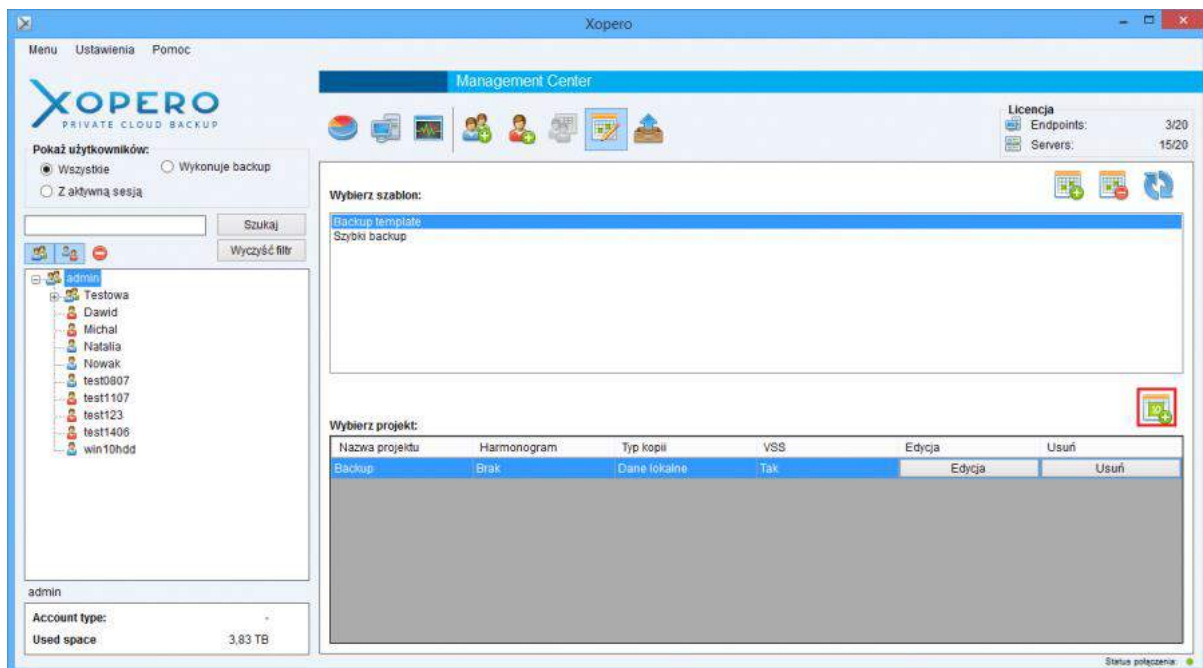 Xopero
Menu Ustawienia Pomoc
XOPERO
PRIVATE CLOUD BACKUP
Management Center
Licencja
Endpoints: 3/20
Servers: 15/20
Pokaż użytkowników:
Wszystkie Wykonuje backup
Z aktywną sesją
Szukaj
Wyczyść filtr
admin
Testowa
Dawid
Michal
Natalia
Nowak
test0807
test1107
test123
test1406
win10hdd
admin
Account type: -
Used space 3,83 TB
Wybierz szablon:
Backup template
Szybki backup
Wybierz projekt:
Nazwa projektu Harmonogram Typ kopii VSS Edycja Usuń
Backup Brak Dane lokalne Tak Edycja Usuń
Status połączenia: